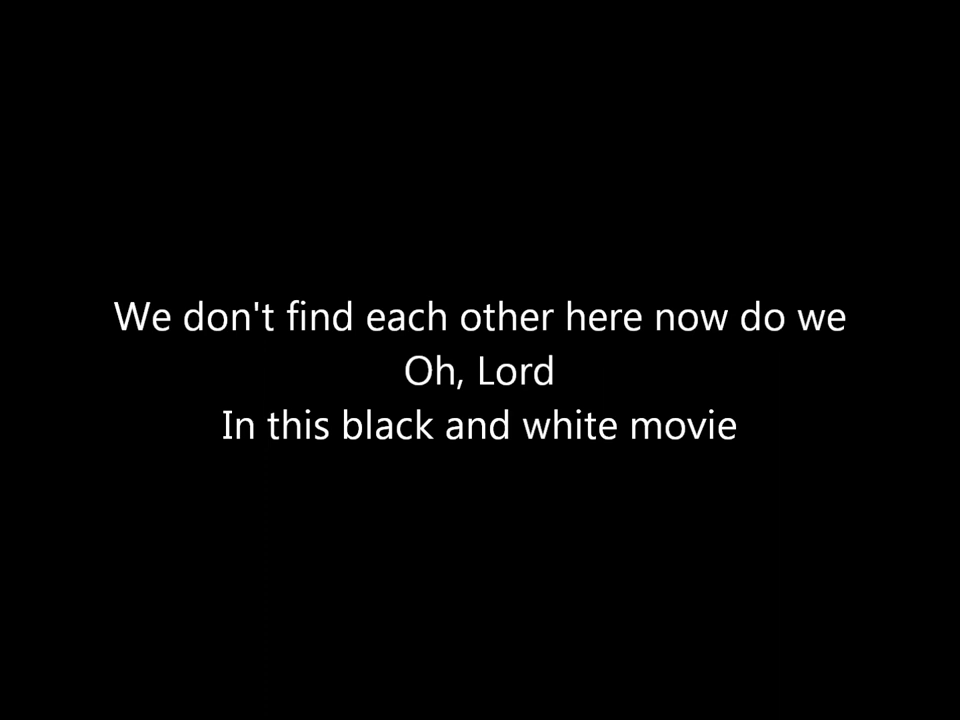 We don't find each other here now do we
Oh, Lord
In this black and white movie